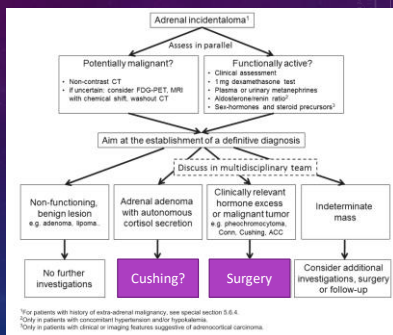 Adrenal incidentaloma¹
Assess in parallel
Potentially malignant?
• Non-contrast CT
• If uncertain: consider FDG-PET, MRI
with chemical shift, washout CT
Functionally active?
• Clinical assessment
• 1 mg dexamethasone test
• Plasma or urinary metanephrines
• Aldosterone/renin ratio²
• Sex-hormones and steroid precursors³
Aim at the establishment of a definitive diagnosis
Discuss in multidisciplinary team
Non-functioning,
benign lesion
e.g. adenoma, lipoma..
Adrenal adenoma
with autonomous
cortisol secretion
Clinically relevant
hormone excess
or malignant tumor
(e.g. pheochromocytoma,
Conn, Cushing, ACC
Indeterminate
mass
No further
investigations
Cushing?
Surgery
Consider additional
investigations, surgery
or follow-up
¹For patients with history of extra-adrenal malignancy, see special section 5.6.4.
²Only in patients with concomitant hypertension and/or hypokalemia.
³Only in patients with clinical or imaging features suggestive of adrenocortical carcinoma.